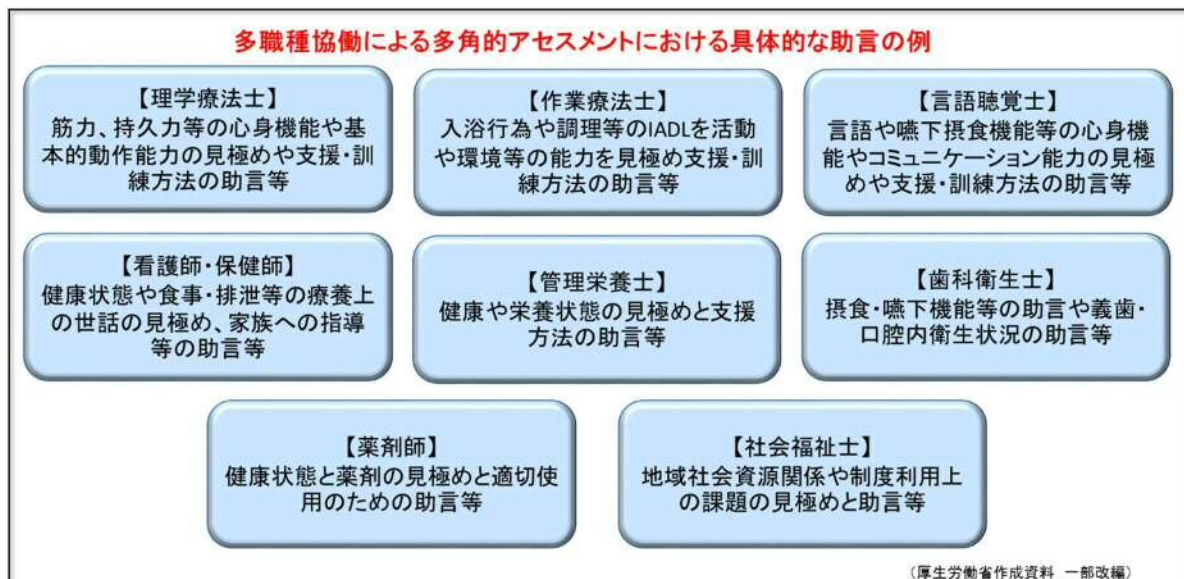 多職種協働による多角的アセスメントにおける具体的な助言の例
【理学療法士】
筋力、持久力等の心身機能や基
本的動作能力の見極めや支援・訓
練方法の助言等
【作業療法士】
入浴行為や調理等のIADLを活動
や環境等の能力を見極め支援・訓
練方法の助言等
【言語聴覚士】
言語や嚥下摂食機能等の心身機
能やコミュニケーション能力の見極
めや支援・訓練方法の助言等
【看護師・保健師】
健康状態や食事・排泄等の療養上
の世話の見極め、家族への指導
等の助言等
【管理栄養士】
健康や栄養状態の見極めと支援
方法の助言等
【歯科衛生士】
摂食・嚥下機能等の助言や義歯・
口腔内衛生状況の助言等
【薬剤師】
健康状態と薬剤の見極めと適切使
用のための助言等
【社会福祉士】
地域社会資源関係や制度利用上
の課題の見極めと助言等
(厚生労働省作成資料 一部改編)